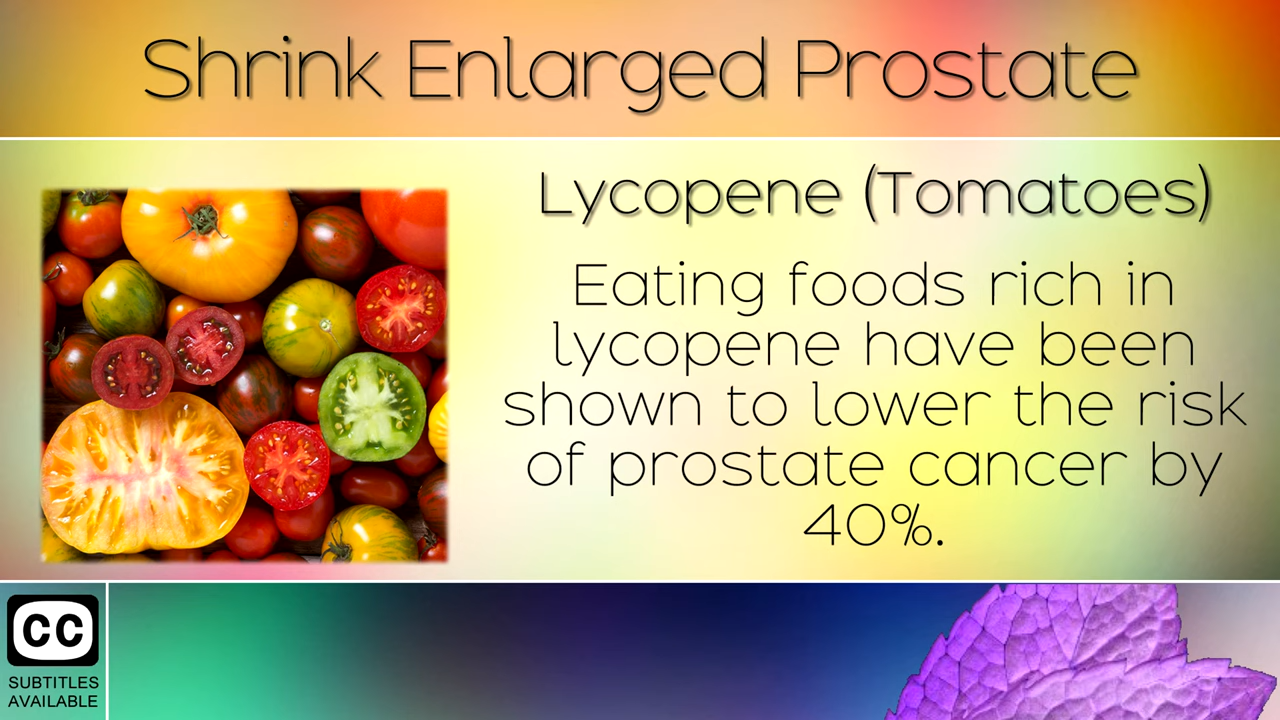 Shrink Enlarged Prostate
Lycopene (Tomatoes)
Eating foods rich in
lycopene have been
shown to lower the risk
of prostate cancer by
40%.
CC
SUBTITLES
AVAILABLE